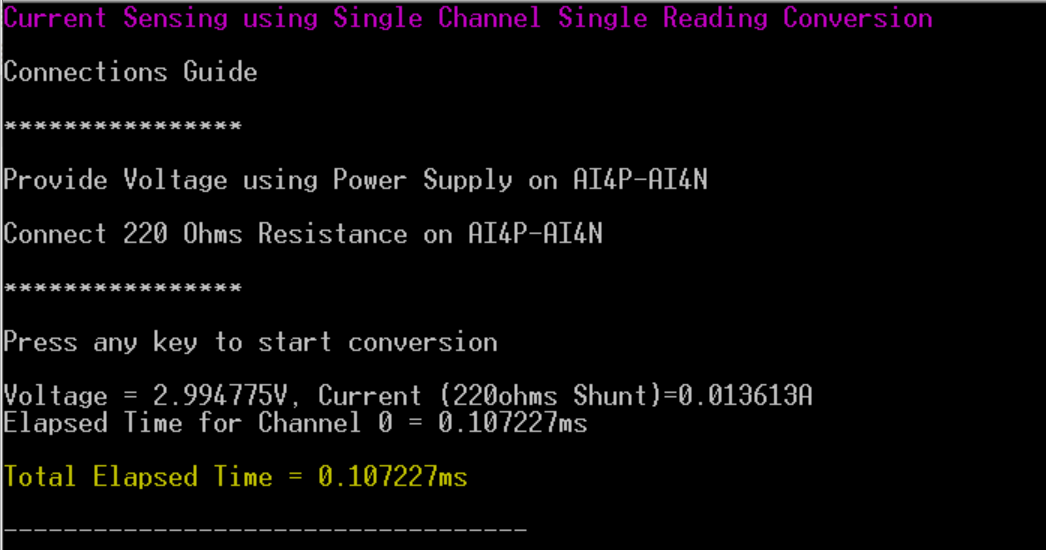 Current Sensing using Single Channel Single Reading Conversion
Connections Guide
****************
Provide Voltage using Power Supply on AI4P-AI4N
Connect 220 Ohms Resistance on AI4P-AI4N
****************
Press any key to start conversion
Voltage = 2.994775V, Current (220ohms Shunt)=0.013613A
Elapsed Time for Channel 0 = 0.107227ms
Total Elapsed Time = 0.107227ms
-----------------------------------